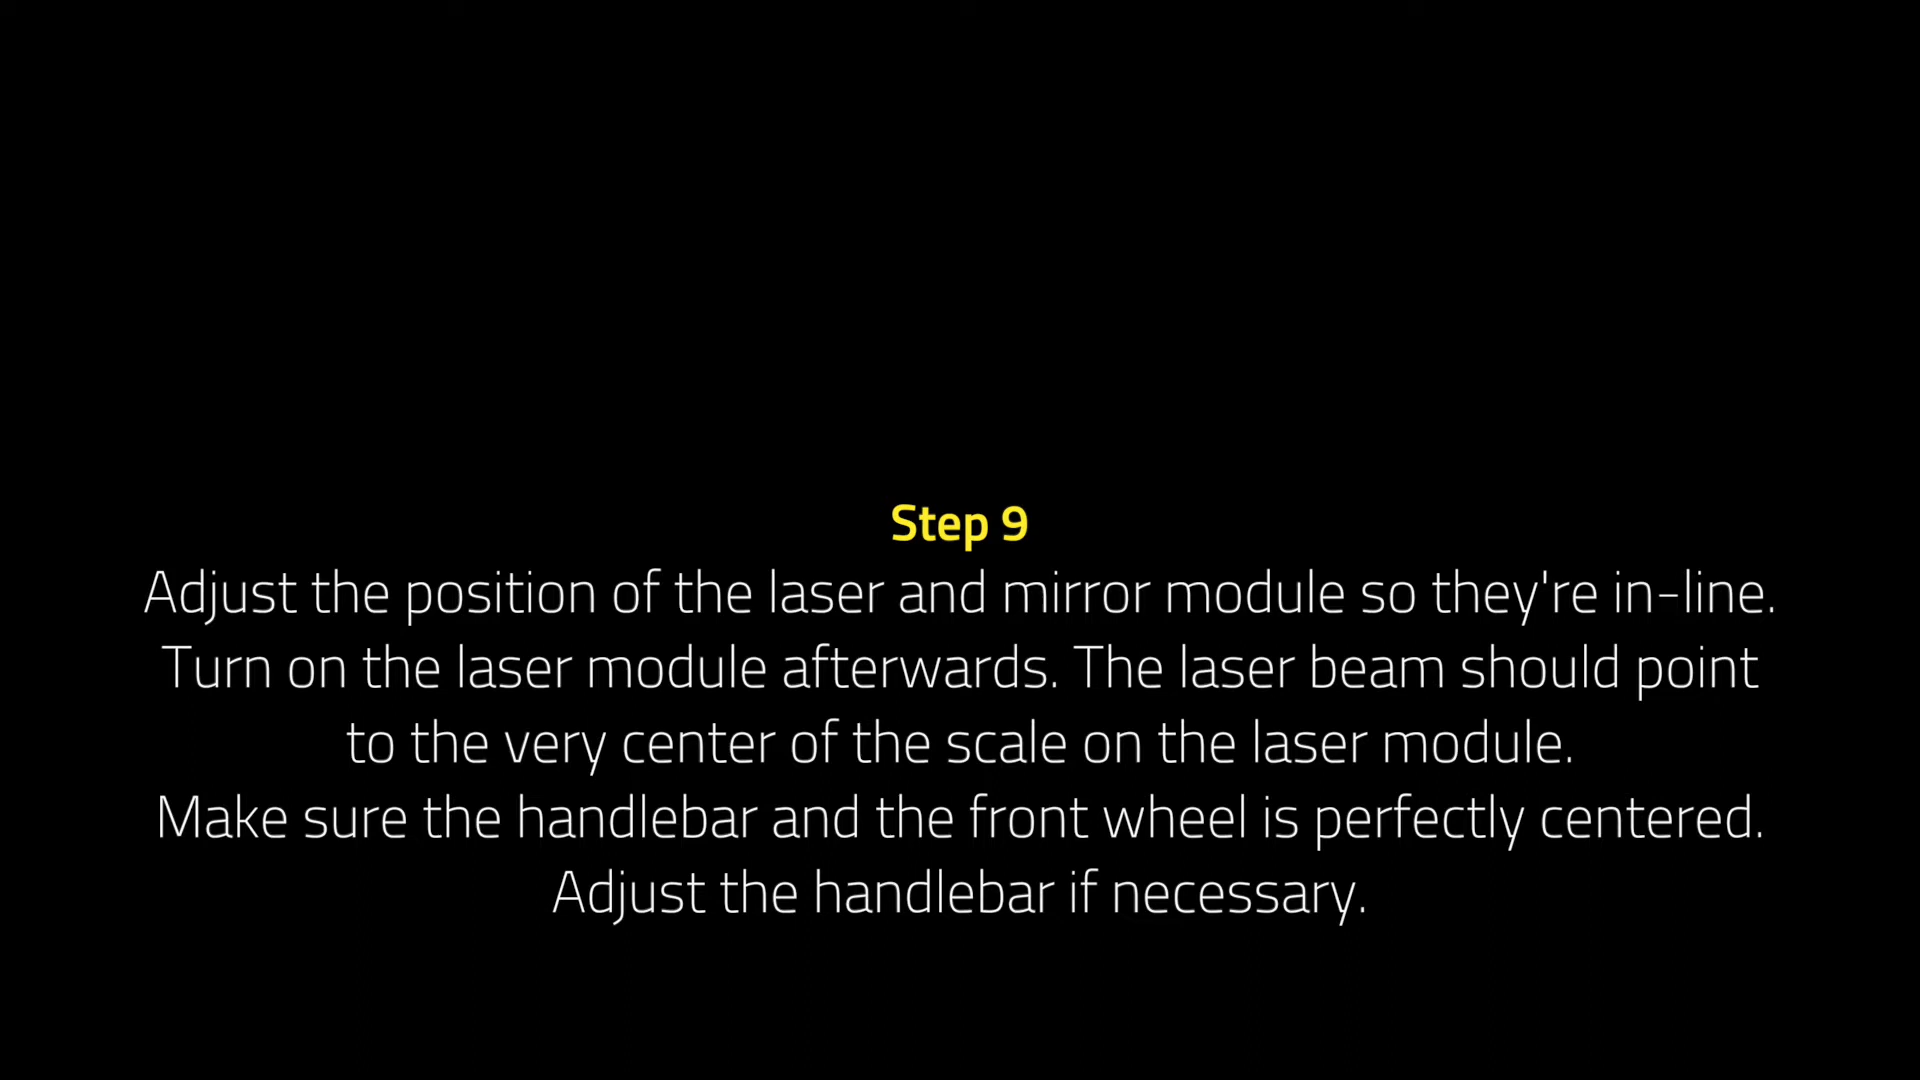 Step 9
Adjust the position of the laser and mirror module so they're in-line.
Turn on the laser module afterwards. The laser beam should point
to the very center of the scale on the laser module.
Make sure the handlebar and the front wheel is perfectly centered.
Adjust the handlebar if necessary.